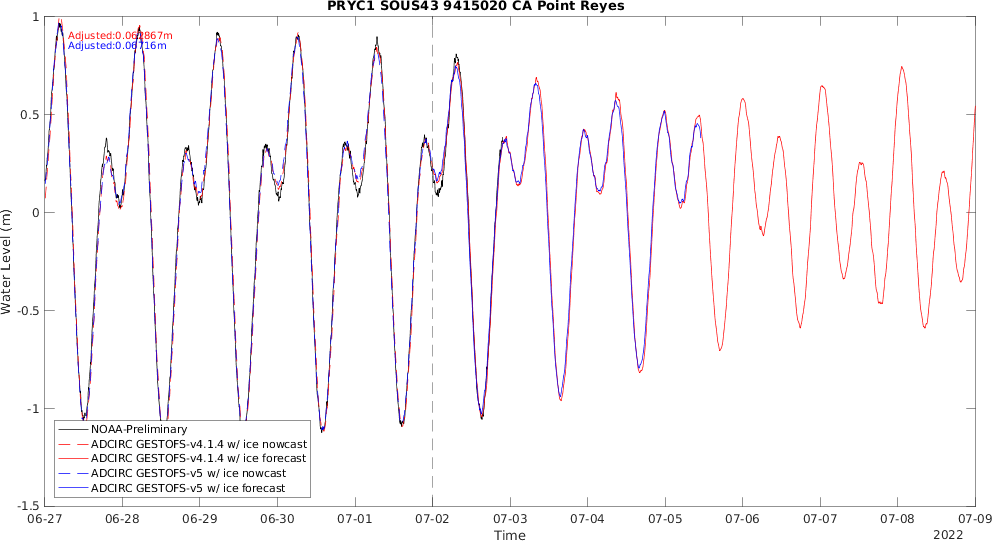 PRYC1 SOUS43 9415020 CA Point Reyes
Adjusted:0.062867m
Adjusted:0.06716m
Water Level (m)
1
0.5
0
-0.5
-1
-1.5
NOAA-Preliminary
ADCIRC GESTOFS-v4.1.4 w/ ice nowcast
ADCIRC GESTOFS-v4.1.4 w/ ice forecast
ADCIRC GESTOFS-v5 w/ ice nowcast
ADCIRC GESTOFS-v5 w/ ice forecast
06-27 06-28 06-29 06-30 07-01 07-02 07-03 07-04 07-05 07-06 07-07 07-08 07-09
Time
2022